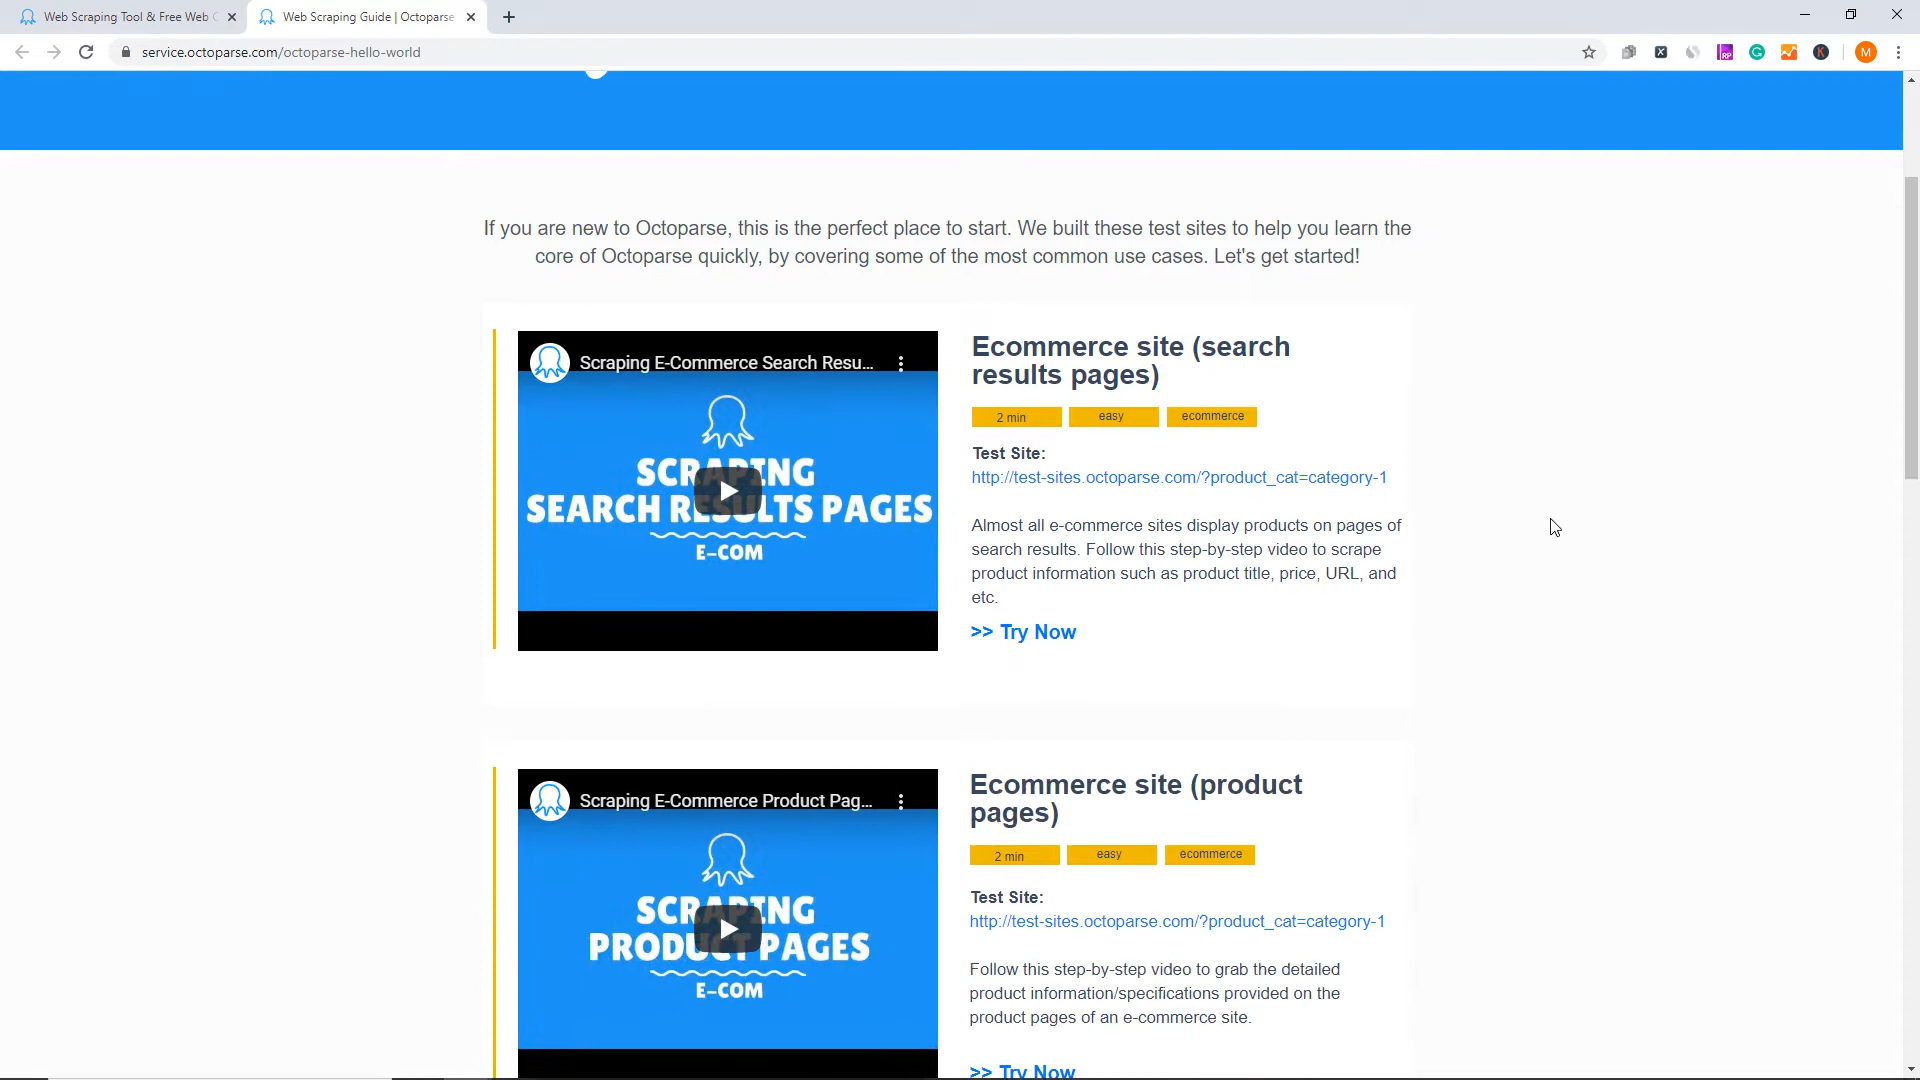 Web Scraping Tool & Free Web C
Web Scraping Guide | Octoparse
service.octoparse.com/octoparse-hello-world
M
If you are new to Octoparse, this is the perfect place to start. We built these test sites to help you learn the
core of Octoparse quickly, by covering some of the most common use cases. Let's get started!
Scraping E-Commerce Search Resu...
SCRAPING
SEARCH RESULTS PAGES
E-COM
Ecommerce site (search
results pages)
2 min easy ecommerce
Test Site:
http://test-sites.octoparse.com/?product_cat=category-1
Almost all e-commerce sites display products on pages of
search results. Follow this step-by-step video to scrape
product information such as product title, price, URL, and
etc.
>> Try Now
Scraping E-Commerce Product Pag...
SCRAPING
PRODUCT PAGES
E-COM
Ecommerce site (product
pages)
2 min easy ecommerce
Test Site:
http://test-sites.octoparse.com/?product_cat=category-1
Follow this step-by-step video to grab the detailed
product information/specifications provided on the
product pages of an e-commerce site.
>> Try Now